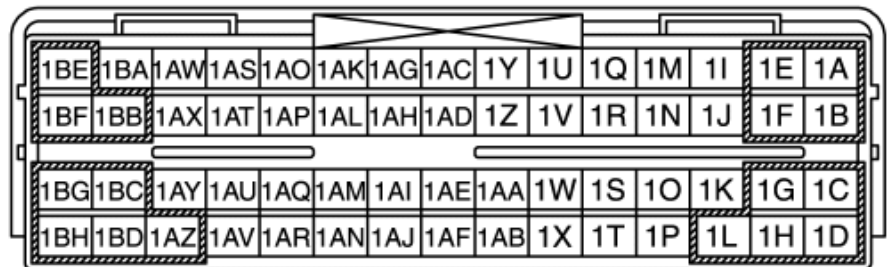 1BE 1BA 1AW 1AS 1AO 1AK 1AG 1AC 1Y 1U 1Q 1M 1I 1E 1A
1BF 1BB 1AX 1AT 1AP 1AL 1AH 1AD 1Z 1V 1R 1N 1J 1F 1B
1BG 1BC 1AY 1AU 1AQ 1AM 1AI 1AE 1AA 1W 1S 1O 1K 1G 1C
1BH 1BD 1AZ 1AV 1AR 1AN 1AJ 1AF 1AB 1X 1T 1P 1L 1H 1D